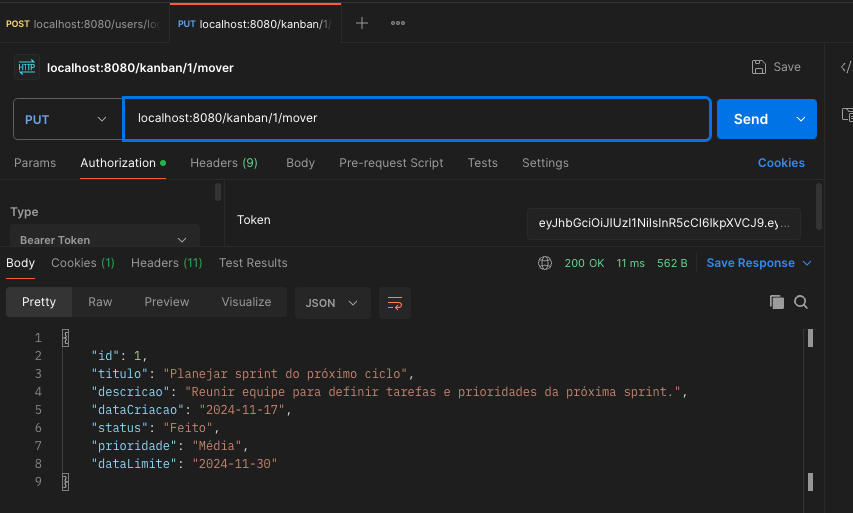 POST localhost:8080/users/lo
PUT localhost:8080/kanban/1/
HTTP localhost:8080/kanban/1/mover
Save
PUT
localhost:8080/kanban/1/mover
Send
Params
Authorization
Headers (9)
Body
Pre-request Script
Tests
Settings
Cookies
Type
Bearer Token
Token
eyJhbGciOiJIUzI1NiIsInR5cCI6IkpXVCJ9.ey...
Body
Cookies (1)
Headers (11)
Test Results
200 OK
11 ms
562 B
Save Response
Pretty
Raw
Preview
Visualize
JSON
1 {
2 "id": 1,
3 "titulo": "Planejar sprint do próximo ciclo",
4 "descricao": "Reunir equipe para definir tarefas e prioridades da próxima sprint.",
5 "dataCriacao": "2024-11-17",
6 "status": "Feito",
7 "prioridade": "Média",
8 "dataLimite": "2024-11-30"
9 }